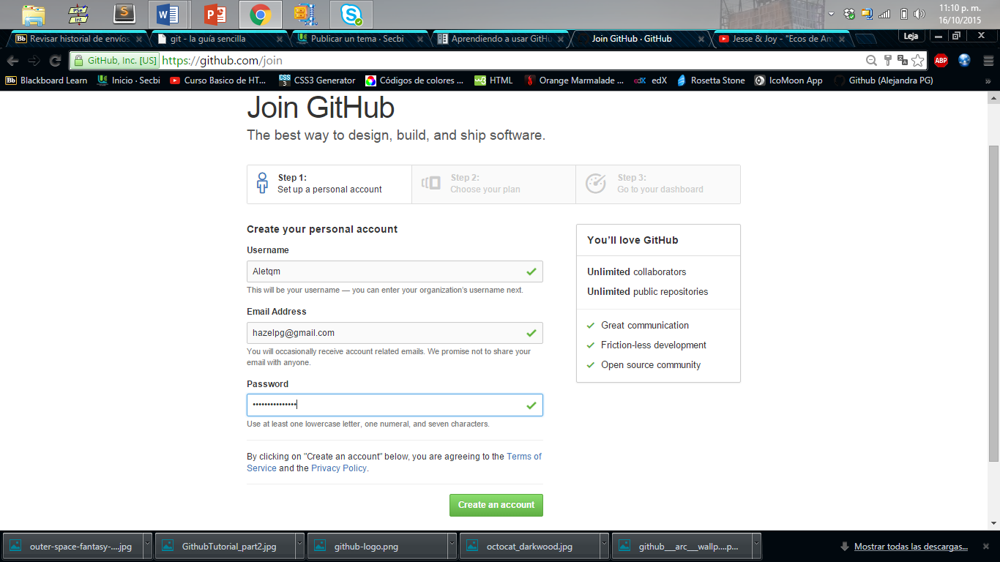 PSe
Int
11:10 p. m.
16/10/2015
Bb Revisar historial de envíos
git - la guía sencilla
Publicar un tema · Secbi
Aprendiendo a usar GitHu
Join GitHub · GitHub
Jesse & Joy - "Ecos de Am
Leja
GitHub, Inc. [US] https://github.com/join
ABP
Bb Blackboard Learn
Inicio · Secbi
Curso Basico de HT...
CSS 3 CSS3 Generator
Códigos de colores ...
w3 HTML
Orange Marmalade ...
edX edX
Rosetta Stone
IcoMoon App
Github (Alejandra PG)
»
Join GitHub
The best way to design, build, and ship software.
Step 1:
Set up a personal account
Step 2:
Choose your plan
Step 3:
Go to your dashboard
Create your personal account
Username
Aletqm
This will be your username — you can enter your organization's username next.
Email Address
hazelpg@gmail.com
You will occasionally receive account related emails. We promise not to share your
email with anyone.
Password
•••••••••••••••
Use at least one lowercase letter, one numeral, and seven characters.
By clicking on "Create an account" below, you are agreeing to the Terms of
Service and the Privacy Policy.
Create an account
You'll love GitHub
Unlimited collaborators
Unlimited public repositories
Great communication
Friction-less development
Open source community
outer-space-fantasy-....jpg
GithubTutorial_part2.jpg
github-logo.png
octocat_darkwood.jpg
github___arc___wallp....p...
Mostrar todas las descargas...